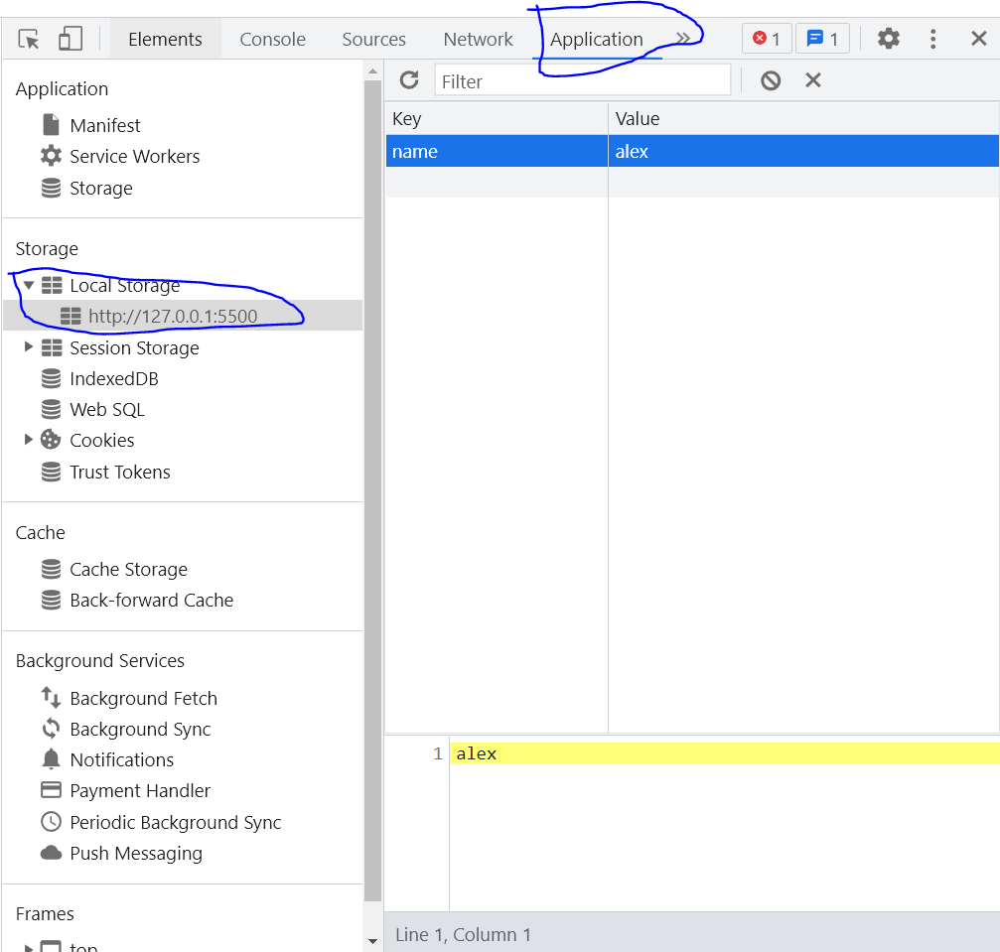 Elements Console Sources Network Application 1 1
Application
Manifest
Service Workers
Storage
Storage
Local Storage
http://127.0.0.1:5500
Session Storage
IndexedDB
Web SQL
Cookies
Trust Tokens
Cache
Cache Storage
Back-forward Cache
Background Services
Background Fetch
Background Sync
Notifications
Payment Handler
Periodic Background Sync
Push Messaging
Frames
top
Filter
Key Value
name alex
1 alex
Line 1, Column 1